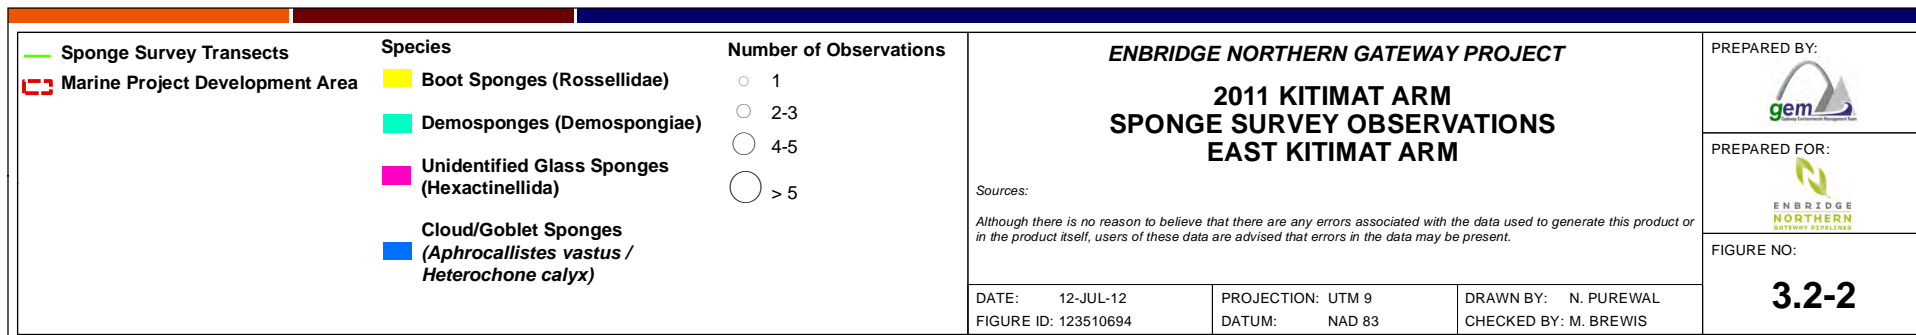 Sponge Survey Transects
Marine Project Development Area
Species
Boot Sponges (Rossellidae)
Demosponges (Demospongiae)
Unidentified Glass Sponges
(Hexactinellida)
Cloud/Goblet Sponges
(Aphrocallistes vastus /
Heterochone calyx)
Number of Observations
1
2-3
4-5
> 5
ENBRIDGE NORTHERN GATEWAY PROJECT
2011 KITIMAT ARM
SPONGE SURVEY OBSERVATIONS
EAST KITIMAT ARM
Sources:
Although there is no reason to believe that there are any errors associated with the data used to generate this product or
in the product itself, users of these data are advised that errors in the data may be present.
DATE: 12-JUL-12
FIGURE ID: 123510694
PROJECTION: UTM 9
DATUM: NAD 83
DRAWN BY: N. PUREWAL
CHECKED BY: M. BREWIS
PREPARED BY:
gem
Gateway Environmental Management Team
PREPARED FOR:
ENBRIDGE
NORTHERN
GATEWAY PIPELINES
FIGURE NO:
3.2-2